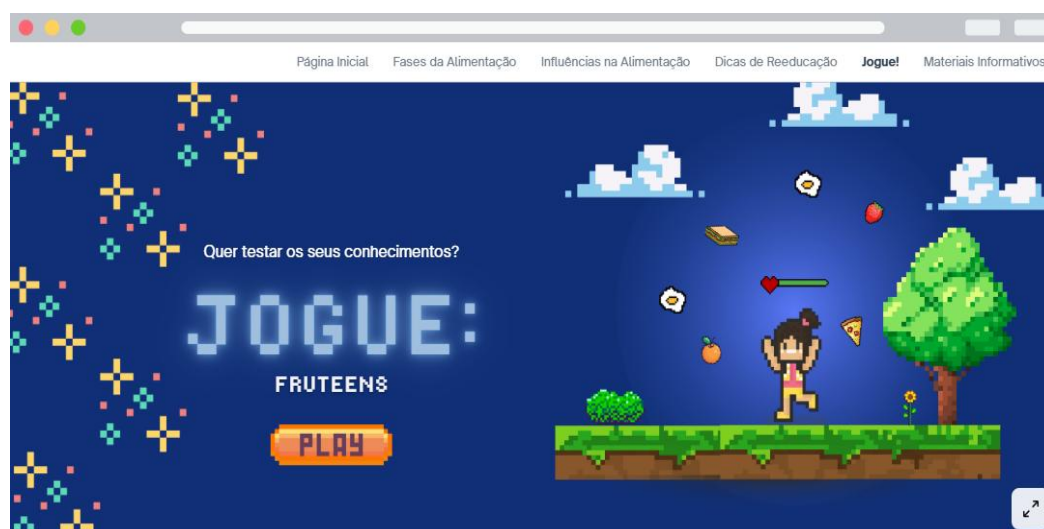 Página Inicial Fases da Alimentação Influências na Alimentação Dicas de Reeducação Jogue! Materiais Informativos
Quer testar os seus conhecimentos?
JOGUE:
FRUTEENS
PLAY